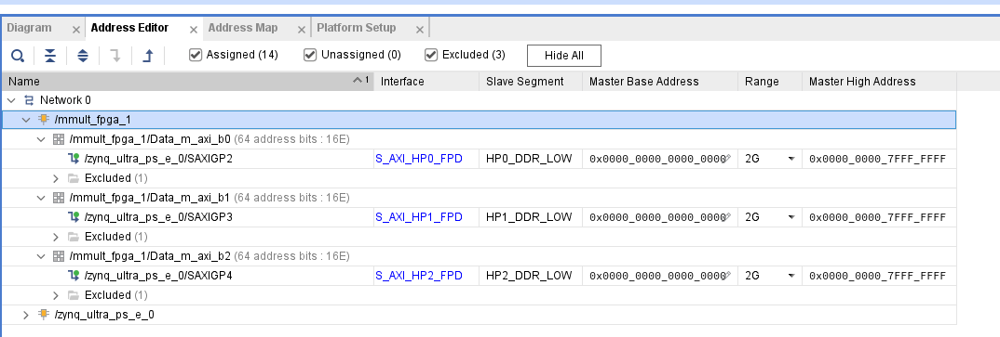 Diagram × Address Editor × Address Map × Platform Setup ×
Assigned (14) Unassigned (0) Excluded (3) Hide All
Name 1 Interface Slave Segment Master Base Address Range Master High Address
Network 0
/mmult_fpga_1
/mmult_fpga_1/Data_m_axi_b0 (64 address bits : 16E)
/zynq_ultra_ps_e_0/SAXIGP2 S_AXI_HP0_FPD HP0_DDR_LOW 0x0000_0000_0000_0000 2G 0x0000_0000_7FFF_FFFF
Excluded (1)
/mmult_fpga_1/Data_m_axi_b1 (64 address bits : 16E)
/zynq_ultra_ps_e_0/SAXIGP3 S_AXI_HP1_FPD HP1_DDR_LOW 0x0000_0000_0000_0000 2G 0x0000_0000_7FFF_FFFF
Excluded (1)
/mmult_fpga_1/Data_m_axi_b2 (64 address bits : 16E)
/zynq_ultra_ps_e_0/SAXIGP4 S_AXI_HP2_FPD HP2_DDR_LOW 0x0000_0000_0000_0000 2G 0x0000_0000_7FFF_FFFF
Excluded (1)
/zynq_ultra_ps_e_0